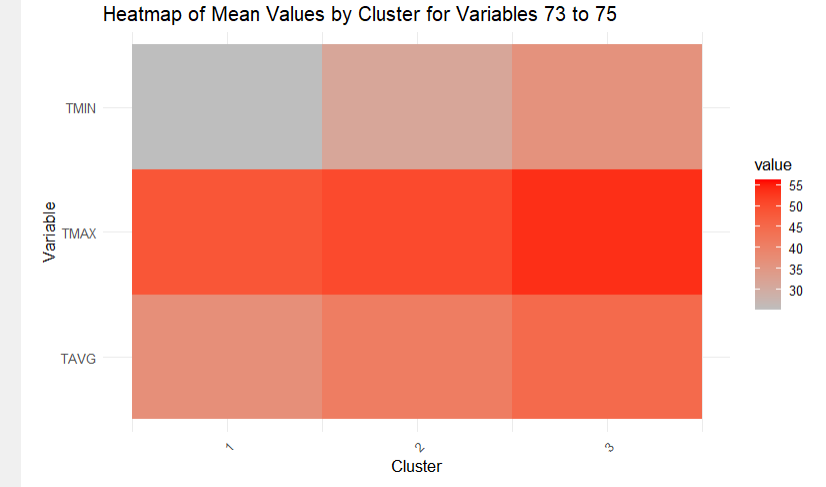 Heatmap of Mean Values by Cluster for Variables 73 to 75
TMIN
TMAX
TAVG
Variable
1
2
3
Cluster
value
55
50
45
40
35
30